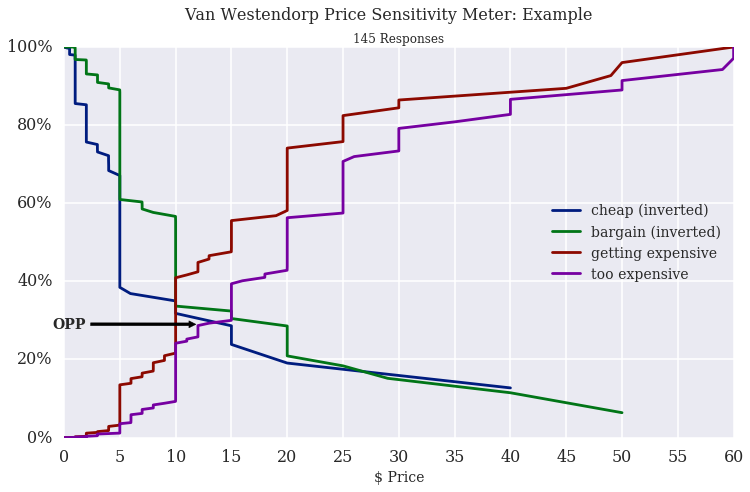 Van Westendorp Price Sensitivity Meter: Example
145 Responses
100%
80%
60%
40%
20%
0%
OPP
cheap (inverted)
bargain (inverted)
getting expensive
too expensive
0 5 10 15 20 25 30 35 40 45 50 55 60
$ Price